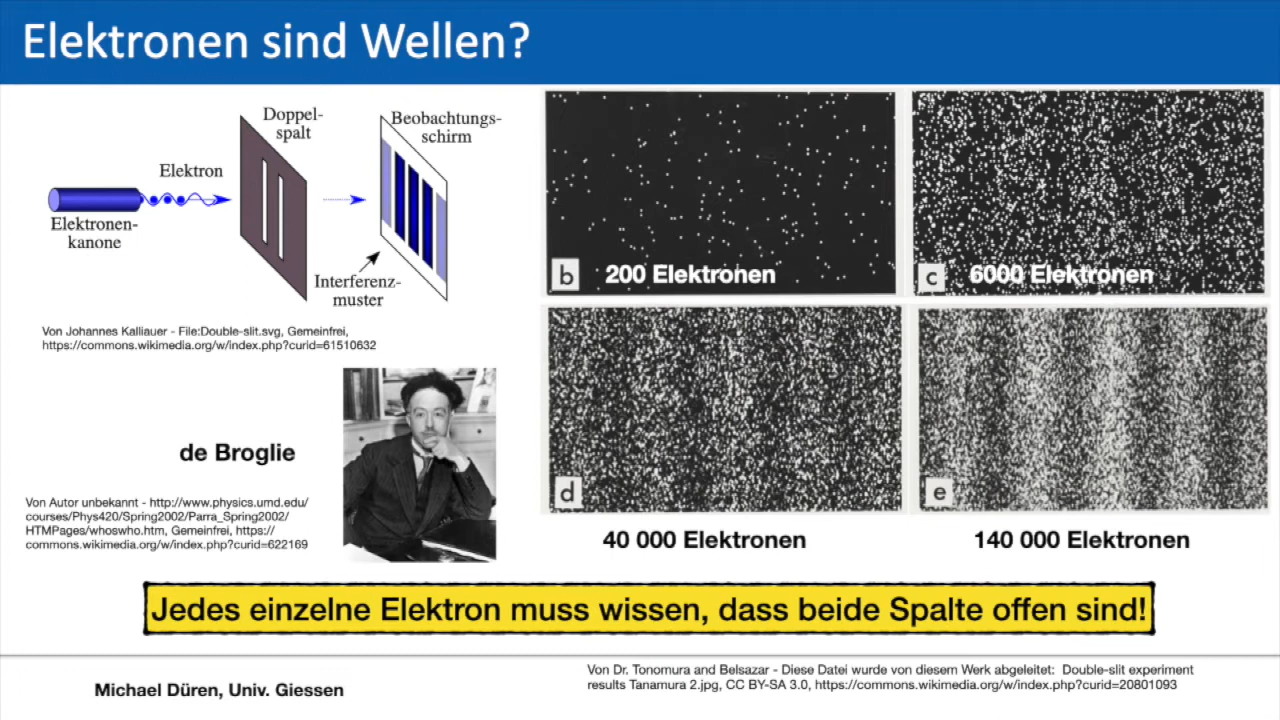 Elektronen sind Wellen?
Doppel-
spalt
Beobachtungs-
schirm
Elektron
Elektronen-
kanone
Interferenz-
muster
Von Johannes Kalliauer - File:Double-slit.svg, Gemeinfrei,
https://commons.wikimedia.org/w/index.php?curid=61510632
de Broglie
Von Autor unbekannt - http://www.physics.umd.edu/
courses/Phys420/Spring2002/Parra_Spring2002/
HTMPages/whoswho.htm, Gemeinfrei, https://
commons.wikimedia.org/w/index.php?curid=622169
b 200 Elektronen
c 6000 Elektronen
d
e
40 000 Elektronen
140 000 Elektronen
Jedes einzelne Elektron muss wissen, dass beide Spalte offen sind!
Michael Düren, Univ. Giessen
Von Dr. Tonomura and Belsazar - Diese Datei wurde von diesem Werk abgeleitet: Double-slit experiment
results Tanamura 2.jpg, CC BY-SA 3.0, https://commons.wikimedia.org/w/index.php?curid=20801093